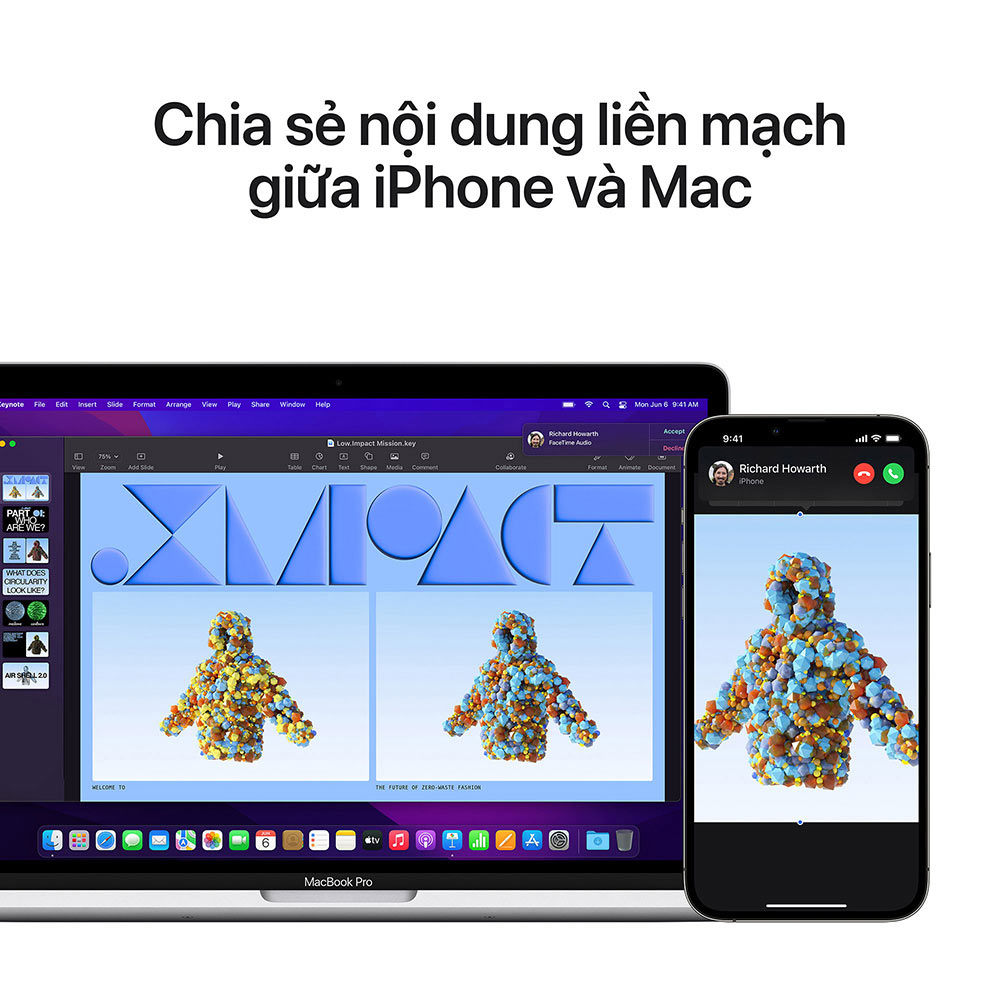 Chia sẻ nội dung liền mạch
giữa iPhone và Mac
Keynote File Edit Insert Slide Format Arrange View Play Share Window Help
Mon Jun 6 9:41 AM
Low.Impact Mission.key
Richard Howarth
FaceTime Audio
Accept
Decline
75%
View Zoom Add Slide Play Table Chart Text Shape Media Comment Collaborate Format Animate Document
PART 01:
WHO
ARE WE?
WHAT DOES
CIRCULARITY
LOOK LIKE?
AIR SHELL 2.0
.XMPACT
WELCOME TO
THE FUTURE OF ZERO-WASTE FASHION
JUN
6
tv
MacBook Pro
9:41
Richard Howarth
iPhone